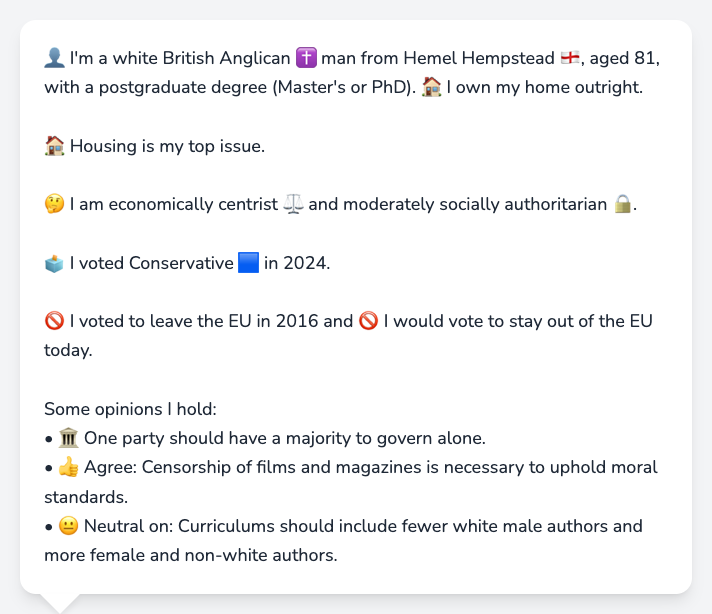 👤 I'm a white British Anglican ✝️ man from Hemel Hempstead 🏴󠁧󠁢󠁥󠁮󠁧󠁿, aged 81,
with a postgraduate degree (Master's or PhD). 🏠 I own my home outright.
🏠 Housing is my top issue.
🤔 I am economically centrist ⚖️ and moderately socially authoritarian 🔒.
🗳️ I voted Conservative 🟦 in 2024.
🚫 I voted to leave the EU in 2016 and 🚫 I would vote to stay out of the EU
today.
Some opinions I hold:
• 🏛️ One party should have a majority to govern alone.
• 👍 Agree: Censorship of films and magazines is necessary to uphold moral
standards.
• 😐 Neutral on: Curriculums should include fewer white male authors and
more female and non-white authors.